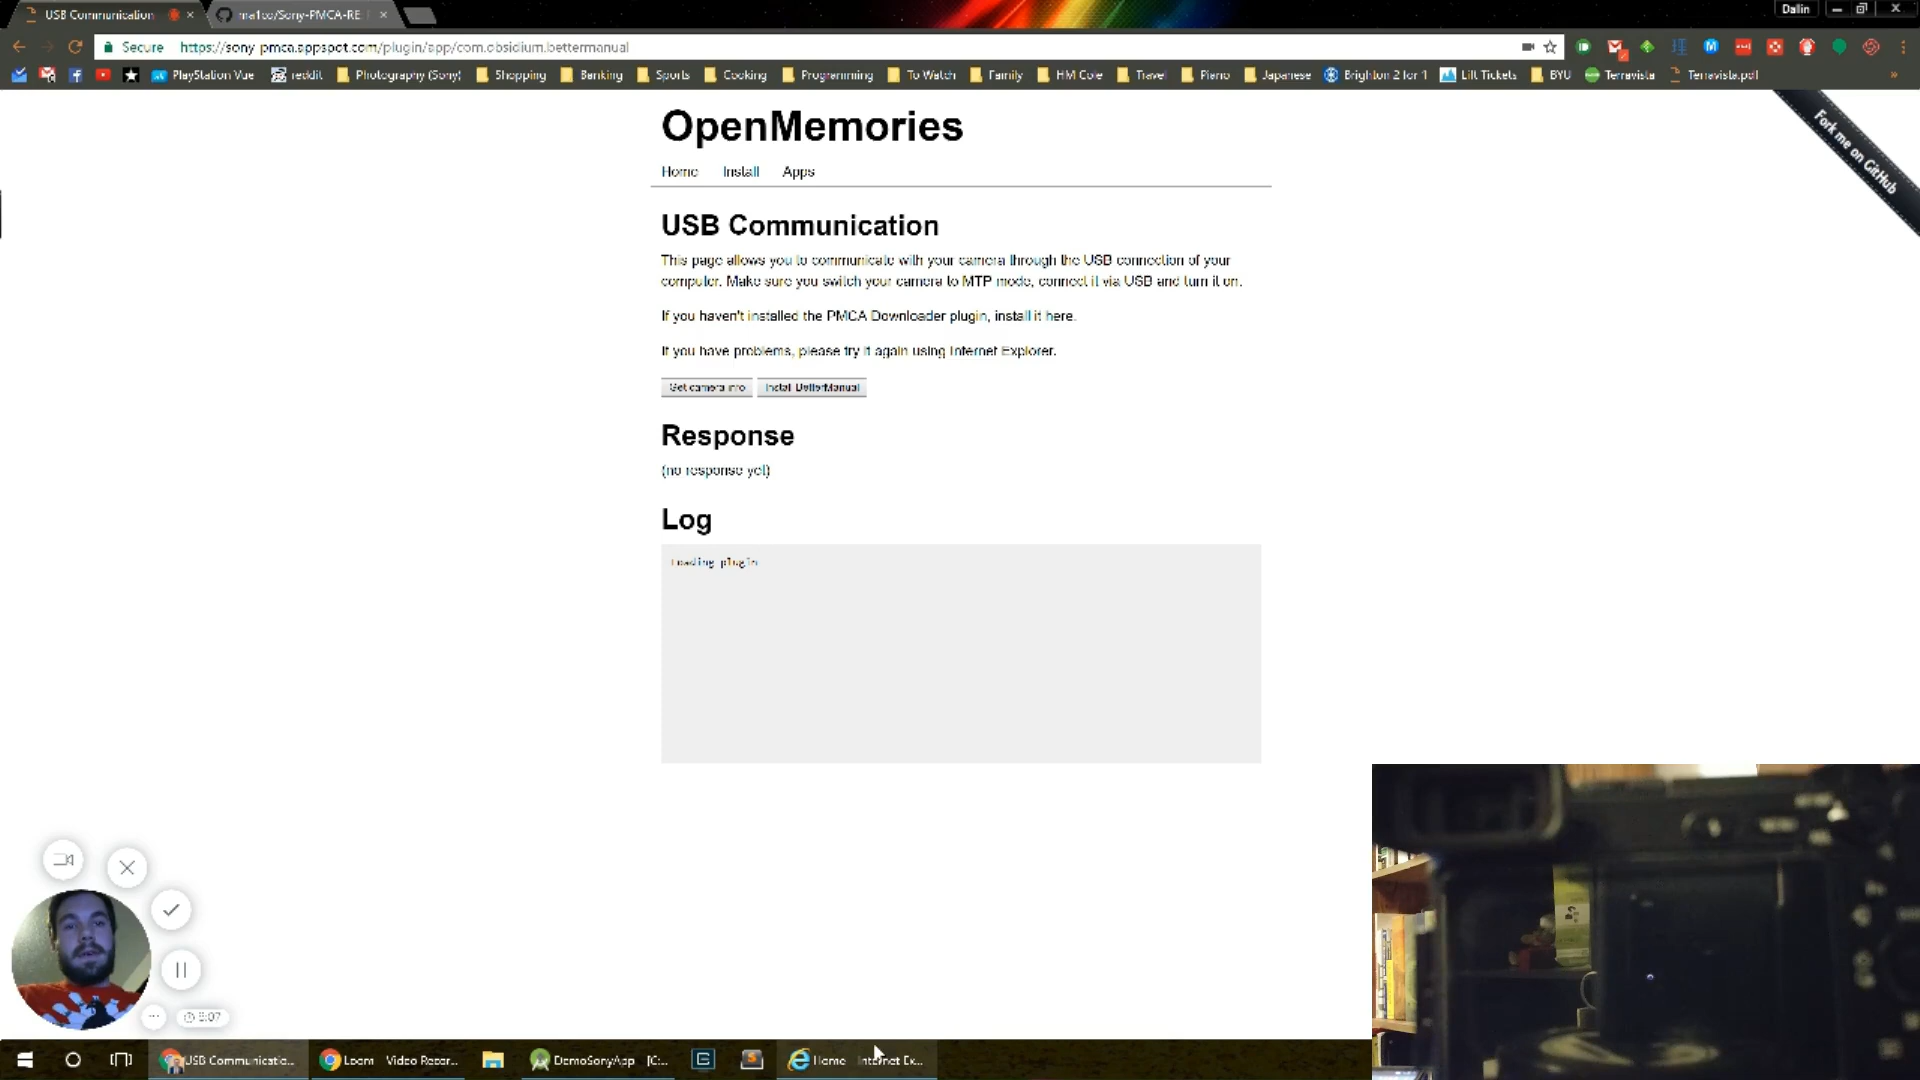 USB Communication
ma1co/Sony-PMCA-RE
Dallin
Secure https://sony-pmca.appspot.com/plugin/app/com.obsidium.bettermanual
PlayStation Vue reddit Photography (Sony) Shopping Banking Sports Cooking Programming To Watch Family HM Cole Travel Piano Japanese Brighton 2 for 1 Lift Tickets BYU Terravista Terravista.pdf
Fork me on GitHub
OpenMemories
Home Install Apps
USB Communication
This page allows you to communicate with your camera through the USB connection of your
computer. Make sure you switch your camera to MTP mode, connect it via USB and turn it on.
If you haven't installed the PMCA Downloader plugin, install it here.
If you have problems, please try it again using Internet Explorer.
Get camera info Install BetterManual
Response
(no response yet)
Log
Loading plugin
USB Communicatio... Loom - Video Recor... DemoSonyApp - [C:... Home - Internet Ex...